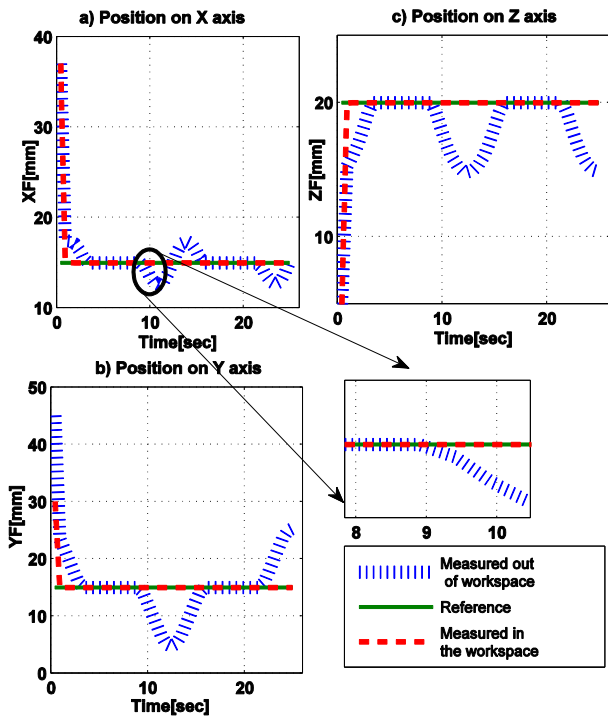 a) Position on X axis
40
30
20
10
XF[mm]
0
10
20
Time[sec]
c) Position on Z axis
20
10
ZF[mm]
0
10
20
Time[sec]
b) Position on Y axis
50
40
30
20
10
0
YF[mm]
0
10
20
Time[sec]
8
9
10
Measured out
of workspace
Reference
Measured in
the workspace